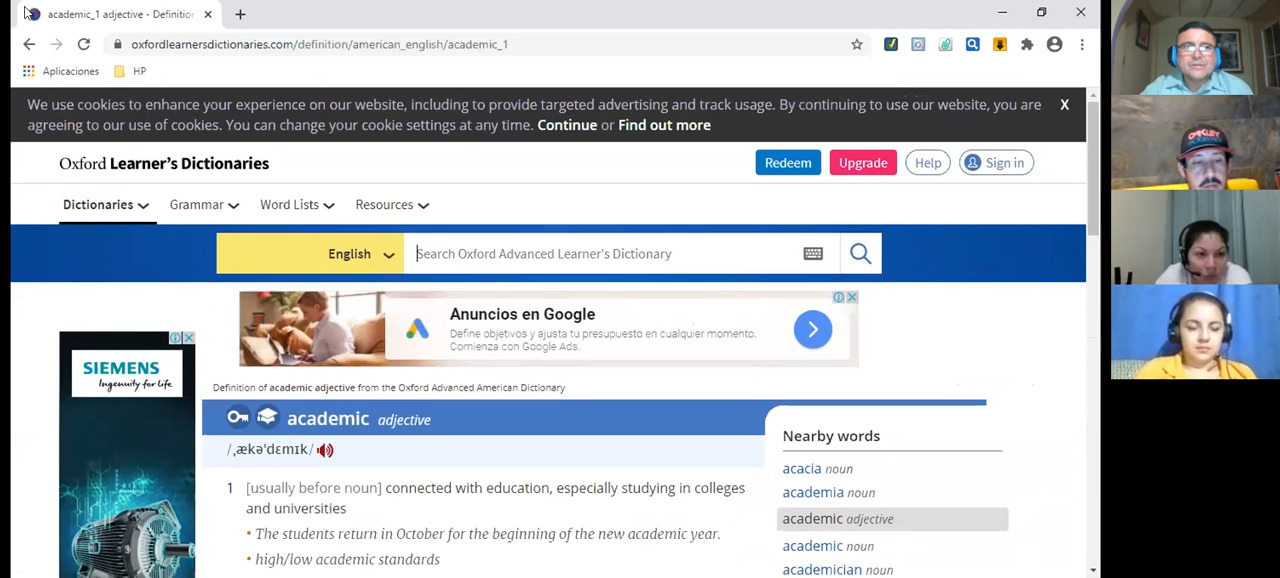 academic_1 adjective - Definitio
oxfordlearnersdictionaries.com/definition/american_english/academic_1
Aplicaciones HP
We use cookies to enhance your experience on our website, including to provide targeted advertising and track usage. By continuing to use our website, you are X
agreeing to our use of cookies. You can change your cookie settings at any time. Continue or Find out more
Oxford Learner's Dictionaries Redeem Upgrade Help Sign in
Dictionaries Grammar Word Lists Resources
English Search Oxford Advanced Learner's Dictionary
Anuncios en Google
Define objetivos y ajusta tu presupuesto en cualquier momento.
Comienza con Google Ads.
SIEMENS
Ingenuity for life
Definition of academic adjective from the Oxford Advanced American Dictionary
academic adjective
/ˌækəˈdɛmɪk/
1 [usually before noun] connected with education, especially studying in colleges
and universities
• The students return in October for the beginning of the new academic year.
• high/low academic standards
Nearby words
acacia noun
academia noun
academic adjective
academic noun
academician noun
OAKLEY